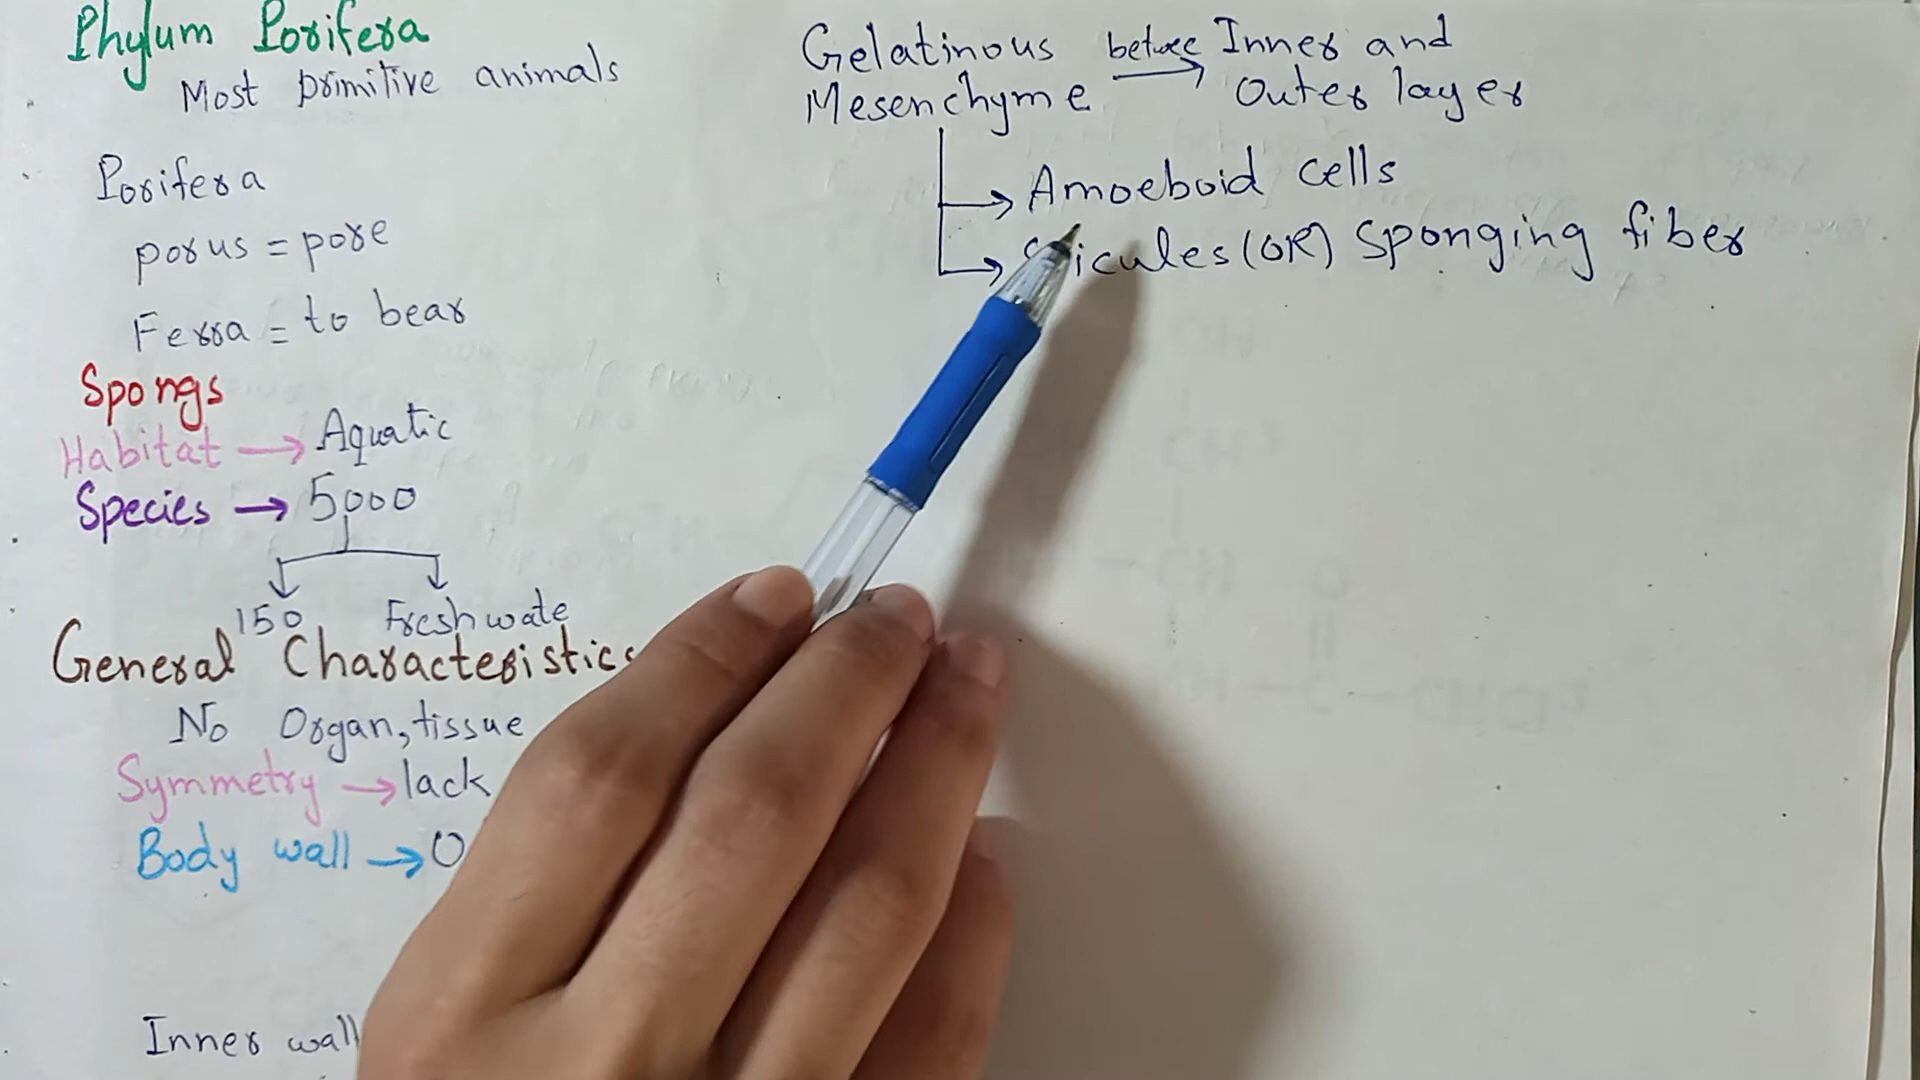 Phylum Porifera
Most primitive animals
Porifera
porus = pore
Ferra = to bear
Spongs
Habitat → Aquatic
Species → 5000
150 Freshwate
General Characteristics
No Organ, tissue
Symmetry → lack
Body wall →
Inner wall
Gelatinous Mesenchyme betwee → Inner and Outer layer
→ Amoeboid cells
→ Spicules (OR) Sponging fiber